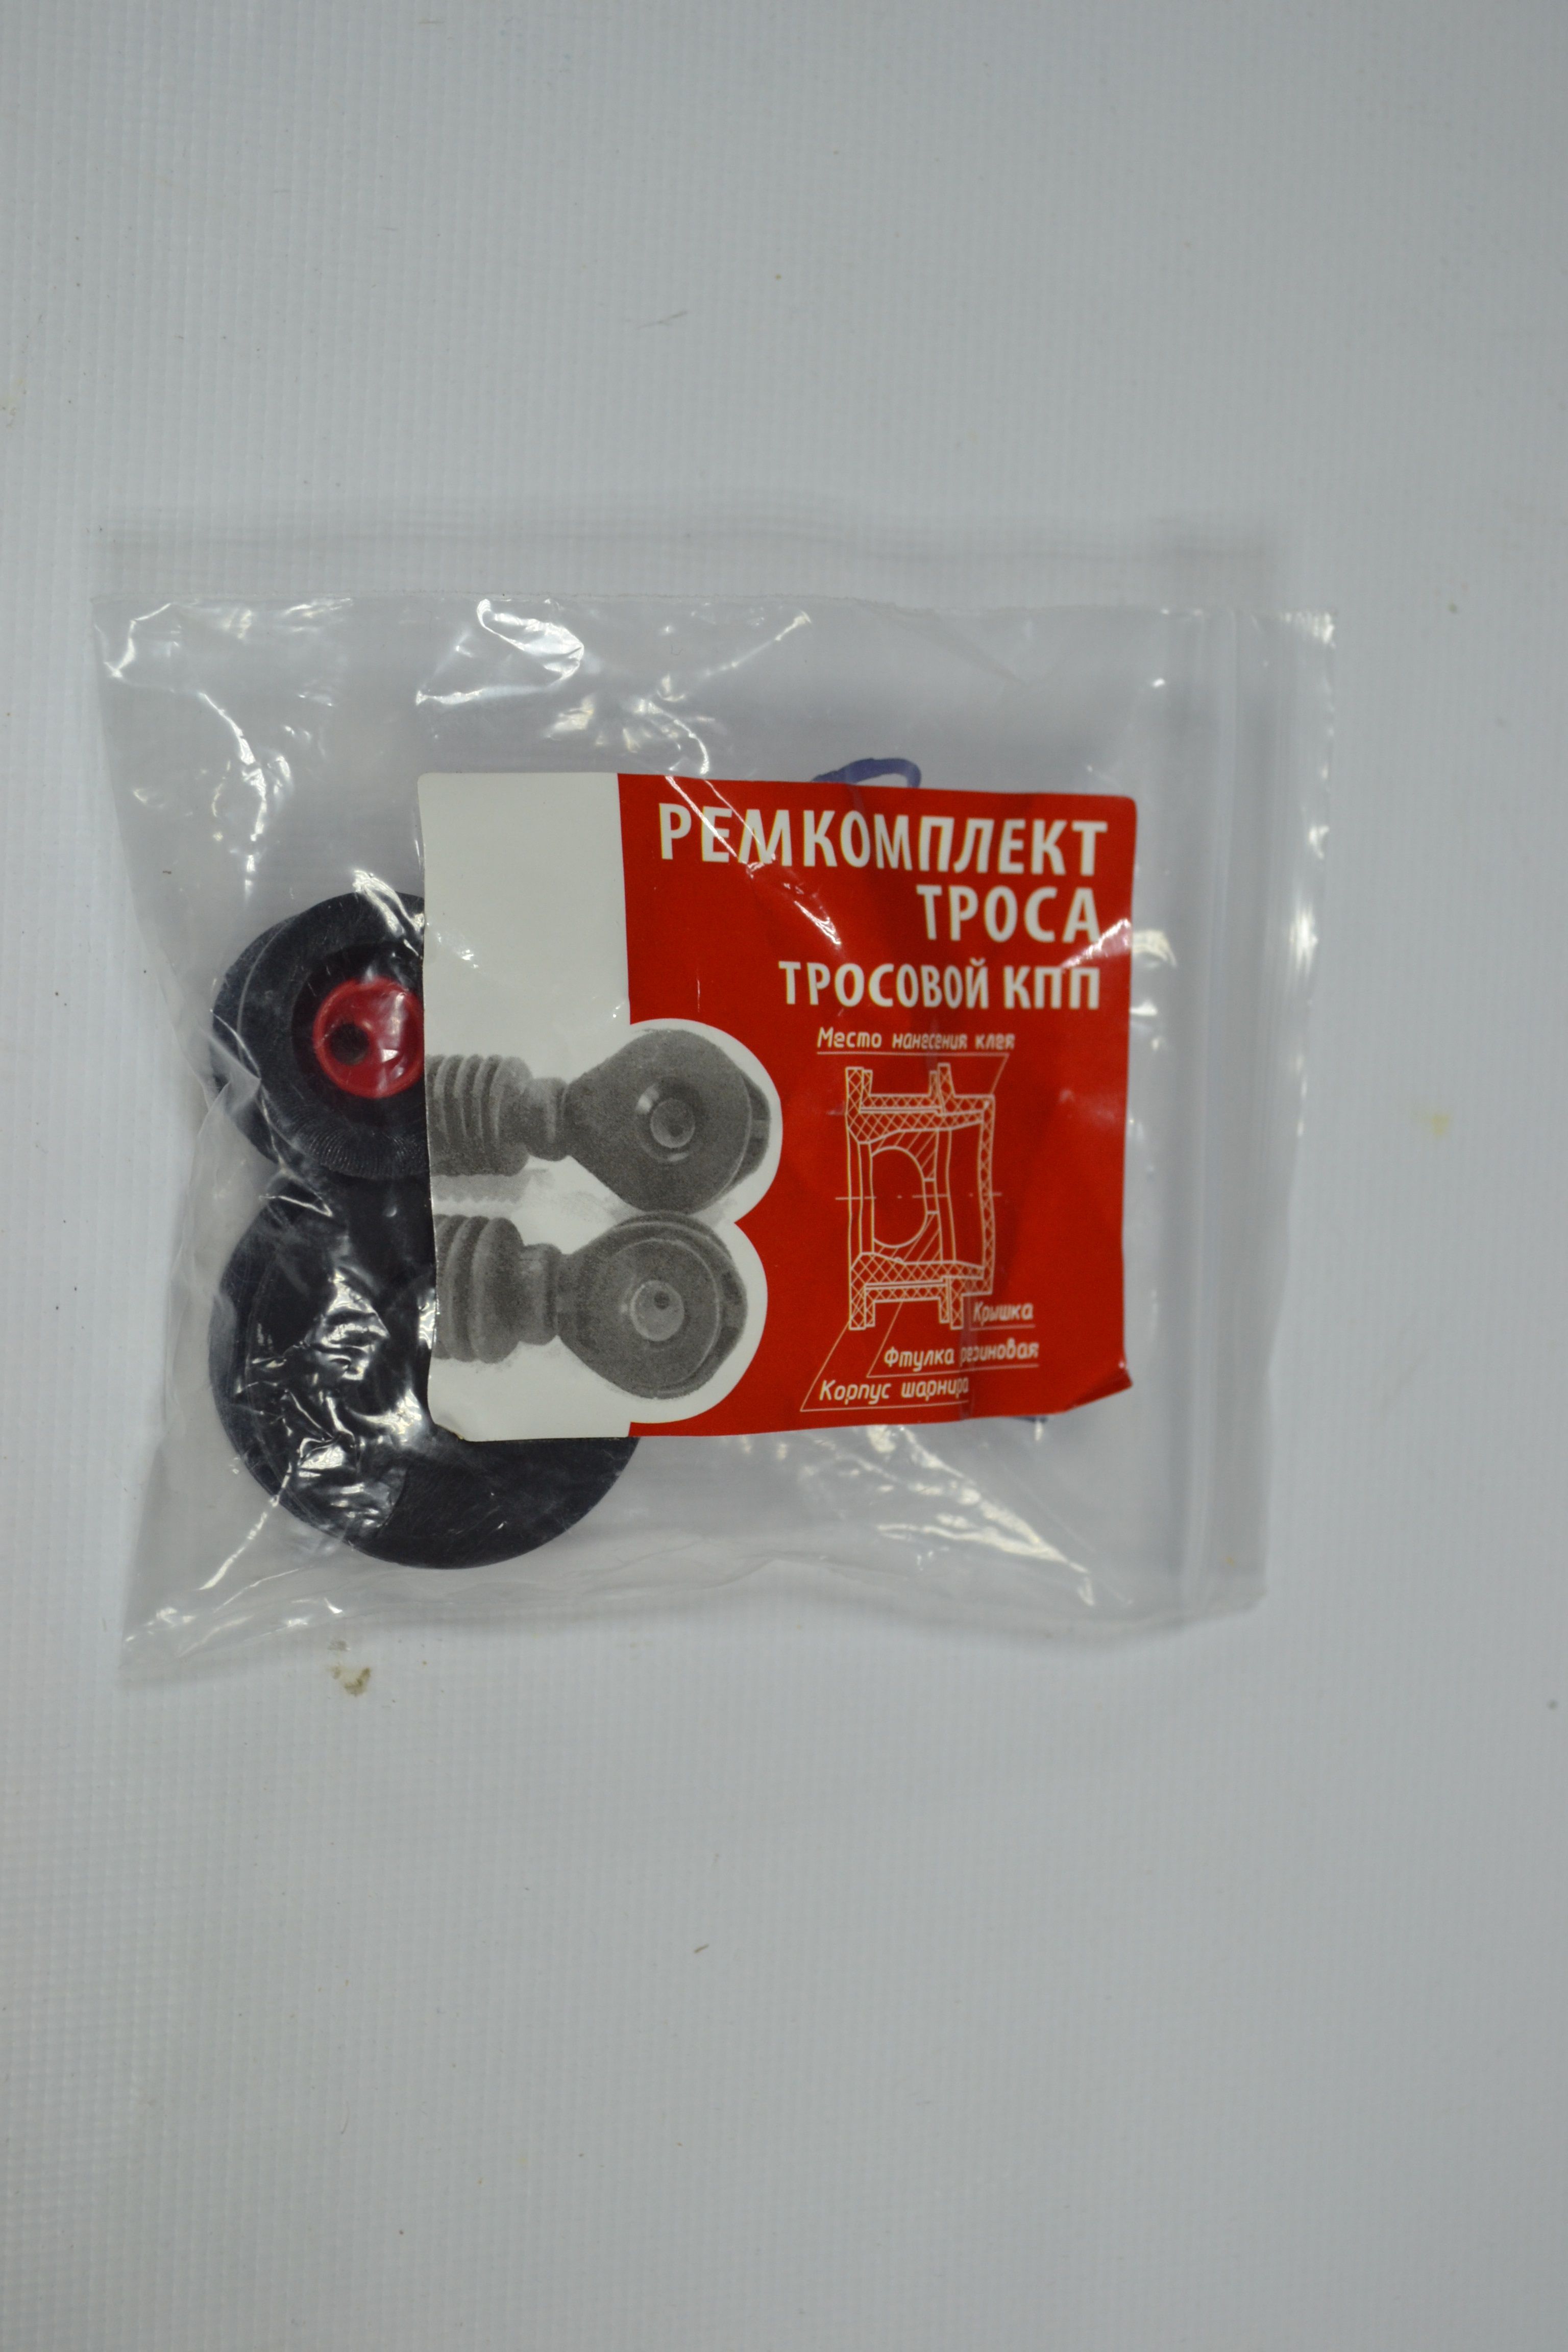 РЕМКОМПЛЕКТ
ТРОСА
ТРОСОВОЙ КПП
Место нанесения клея
Крышка
Фтулка резиновая
Корпус шарнира